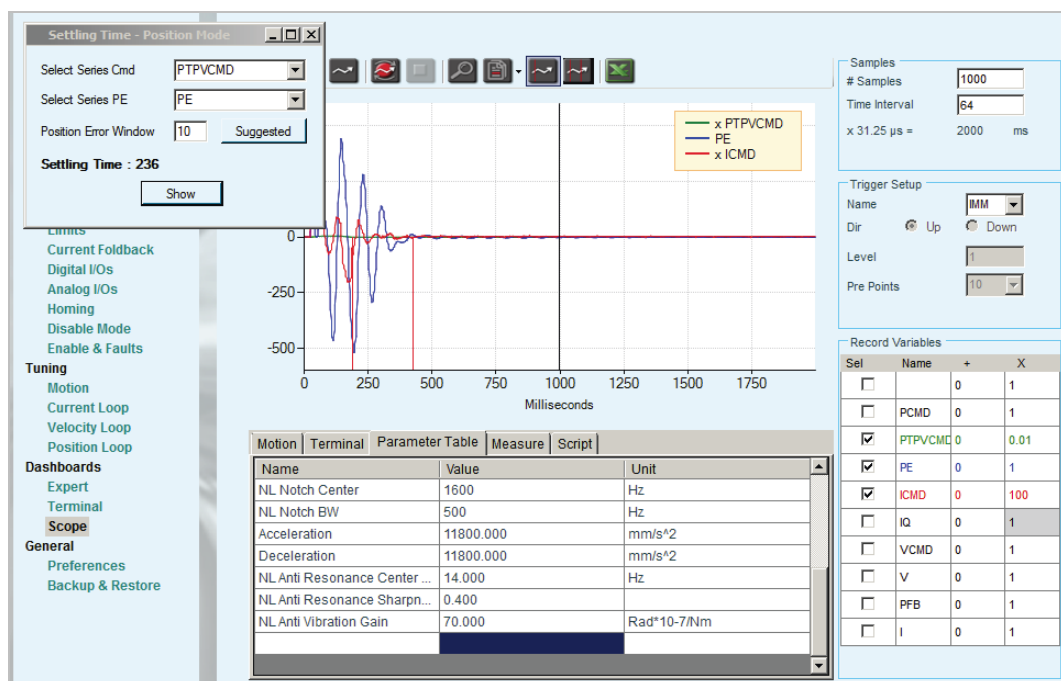 Settling Time - Position Mode
Select Series Cmd PTPVCMD
Select Series PE PE
Position Error Window 10 Suggested
Settling Time : 236
Show
Limits
Current Foldback
Digital I/Os
Analog I/Os
Homing
Disable Mode
Enable & Faults
Tuning
Motion
Current Loop
Velocity Loop
Position Loop
Dashboards
Expert
Terminal
Scope
General
Preferences
Backup & Restore
x PTPVCMD
PE
x ICMD
0
-250
-500
0 250 500 750 1000 1250 1500 1750
Milliseconds
Motion Terminal Parameter Table Measure Script
Name Value Unit
NL Notch Center 1600 Hz
NL Notch BW 500 Hz
Acceleration 11800.000 mm/s^2
Deceleration 11800.000 mm/s^2
NL Anti Resonance Center ... 14.000 Hz
NL Anti Resonance Sharpn... 0.400
NL Anti Vibration Gain 70.000 Rad*10-7/Nm
Samples
# Samples 1000
Time Interval 64
x 31.25 µs = 2000 ms
Trigger Setup
Name IMM
Dir Up Down
Level 1
Pre Points 10
Record Variables
Sel Name + X
0 1
PCMD 0 1
PTPVCMD 0 0.01
PE 0 1
ICMD 0 100
IQ 0 1
VCMD 0 1
V 0 1
PFB 0 1
I 0 1